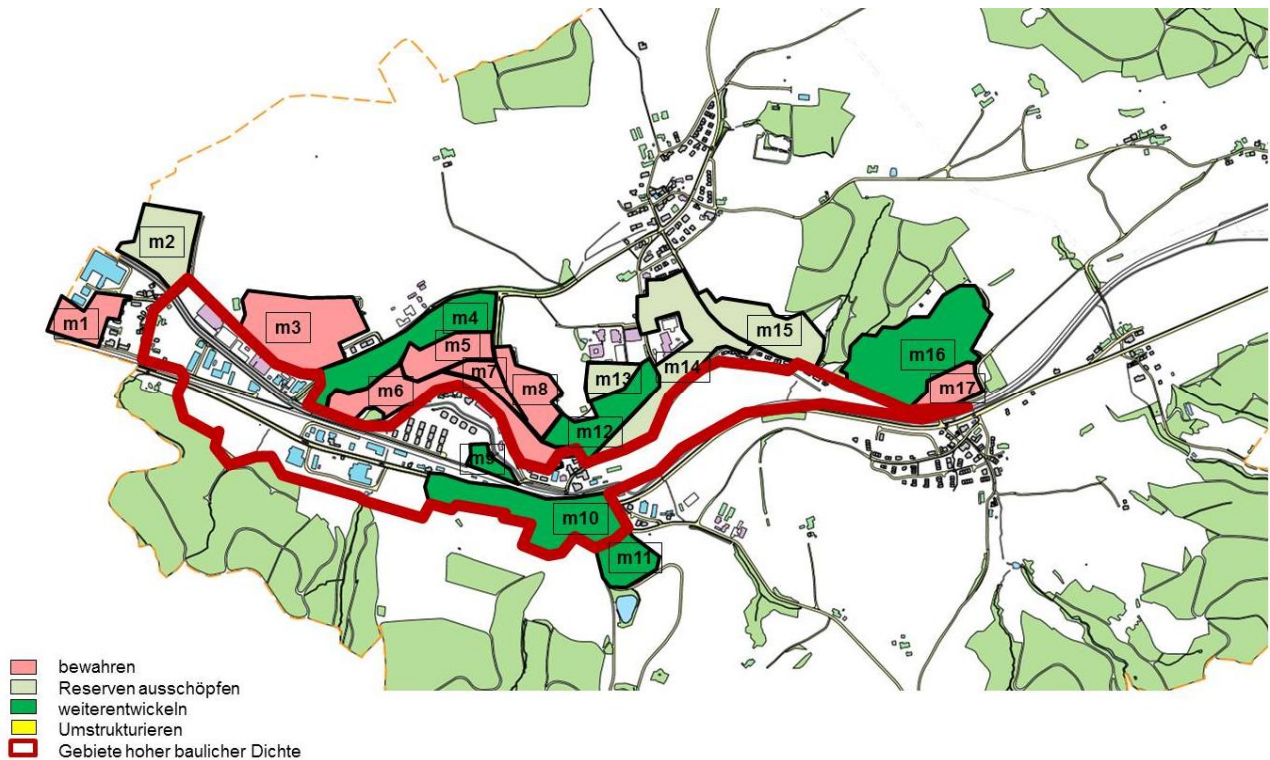 m2
m1
m3
m4
m5
m7
m6
m8
m9
m10
m11
m12
m13
m14
m15
m16
m17
bewahren
Reserven ausschöpfen
weiterentwickeln
Umstrukturieren
Gebiete hoher baulicher Dichte